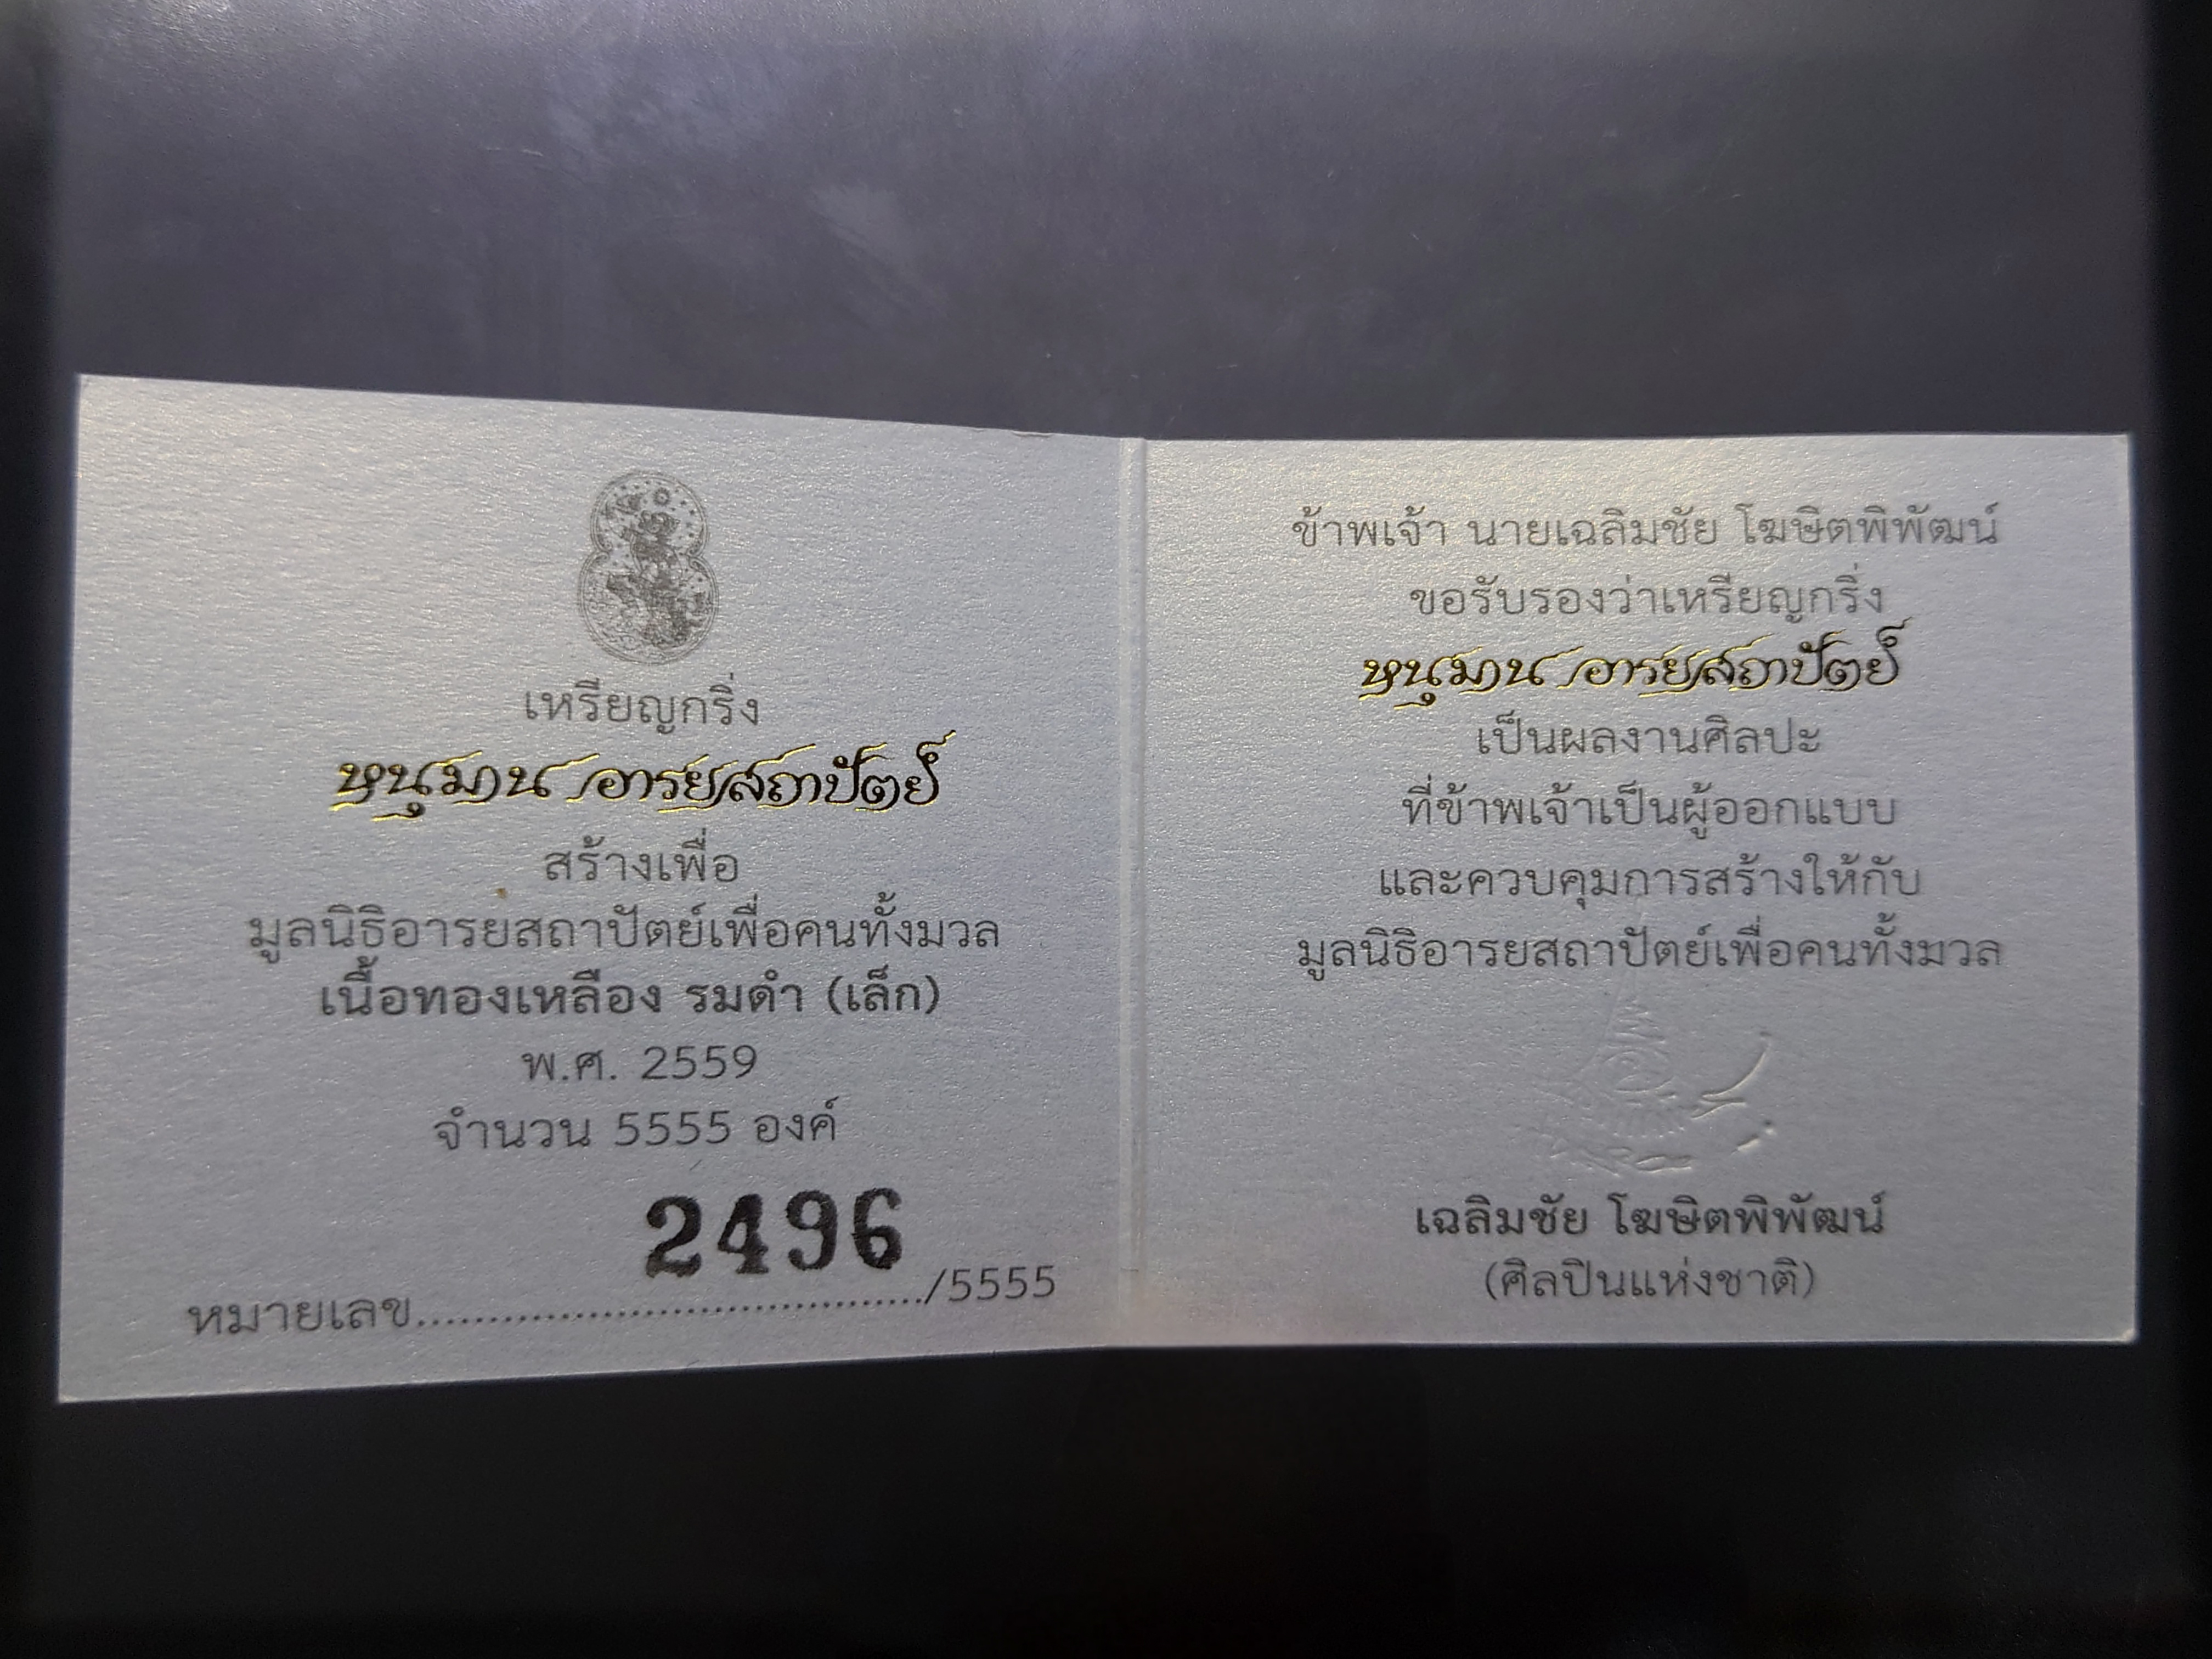 เหรียญกริ่ง
หนุมาน อารยสถาปัตย์
สร้างเพื่อ
มูลนิธิอารยสถาปัตย์เพื่อคนทั้งมวล
เนื้อทองเหลือง รมดำ (เล็ก)
พ.ศ. 2559
จำนวน 5555 องค์
2496
หมายเลข........................................../5555
ข้าพเจ้า นายเฉลิมชัย โฆษิตพิพัฒน์
ขอรับรองว่าเหรียญกริ่ง
หนุมาน อารยสถาปัตย์
เป็นผลงานศิลปะ
ที่ข้าพเจ้าเป็นผู้ออกแบบ
และควบคุมการสร้างให้กับ
มูลนิธิอารยสถาปัตย์เพื่อคนทั้งมวล
เฉลิมชัย โฆษิตพิพัฒน์
(ศิลปินแห่งชาติ)